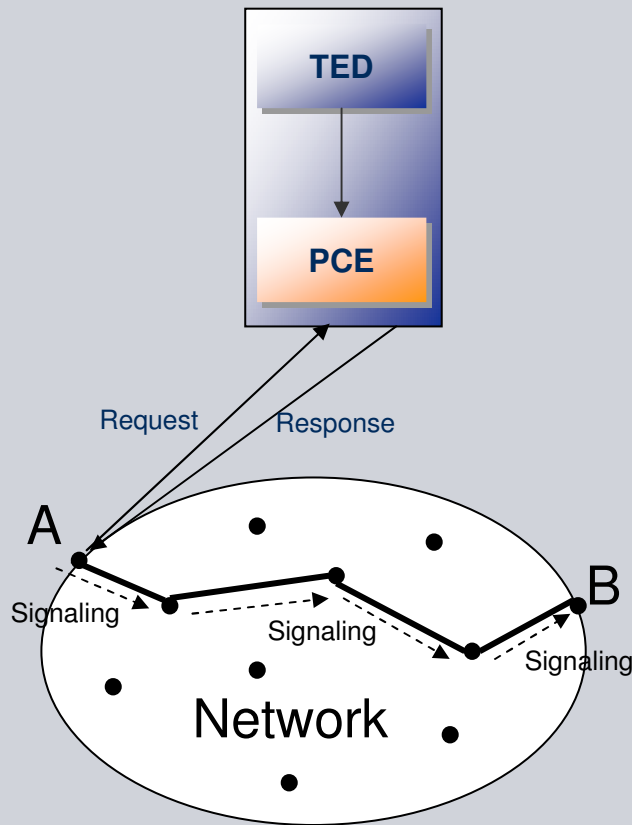 TED
PCE
Request
Response
A
B
Signaling
Signaling
Signaling
Network